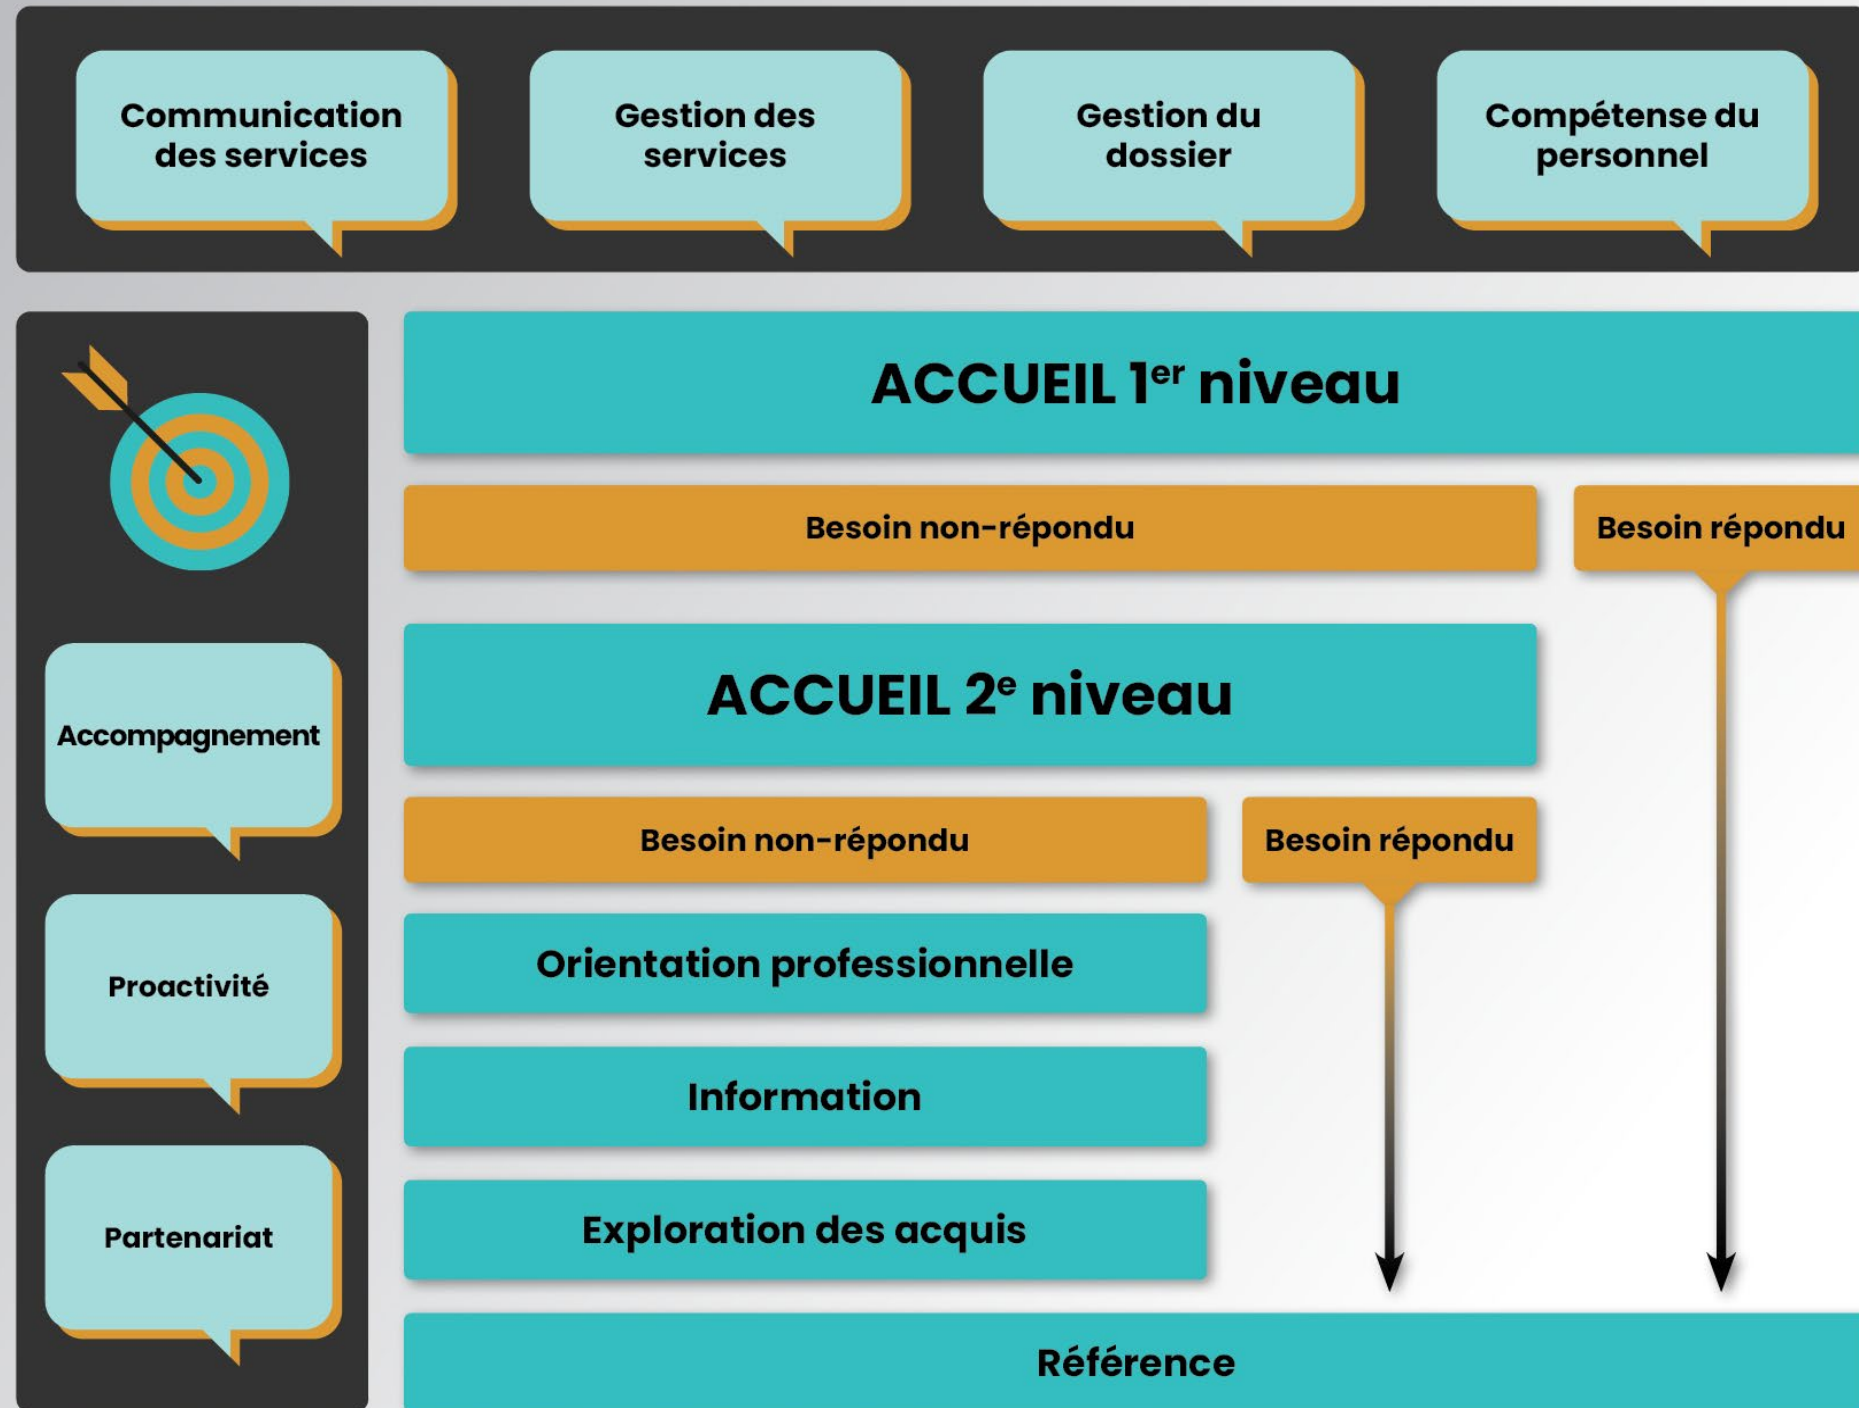 Communication
des services
Gestion des
services
Gestion du
dossier
Compétense du
personnel
ACCUEIL 1er niveau
Besoin non-répondu
Besoin répondu
ACCUEIL 2e niveau
Accompagnement
Besoin non-répondu
Besoin répondu
Orientation professionnelle
Proactivité
Information
Exploration des acquis
Partenariat
Référence